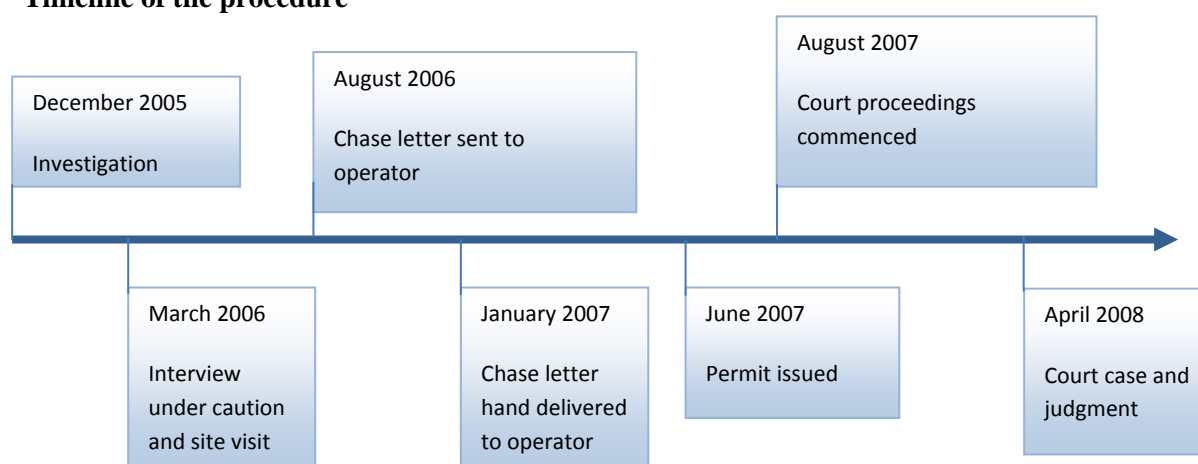 Timeline of the procedure
December 2005
Investigation
March 2006
Interview
under caution
and site visit
August 2006
Chase letter sent to
operator
January 2007
Chase letter
hand delivered
to operator
June 2007
Permit issued
August 2007
Court proceedings
commenced
April 2008
Court case and
judgment